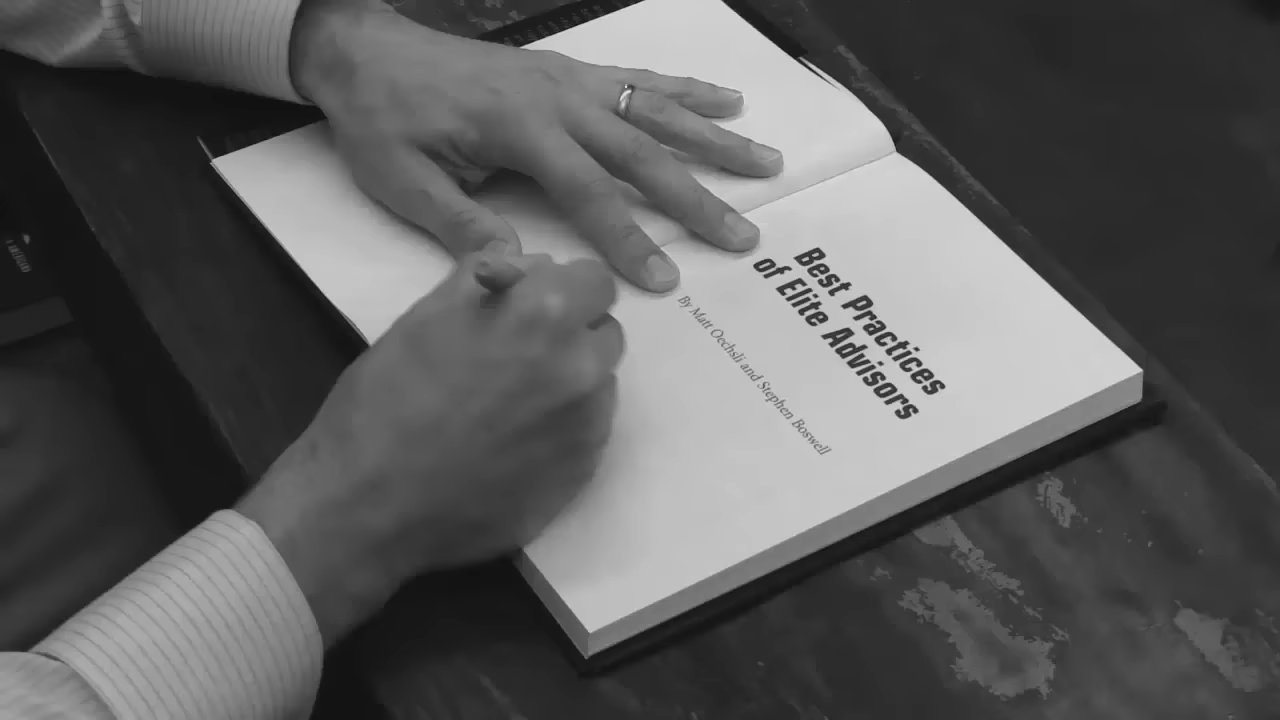 Best Practices
of Elite Advisors
By Matt Oechsli and Stephen Boswell